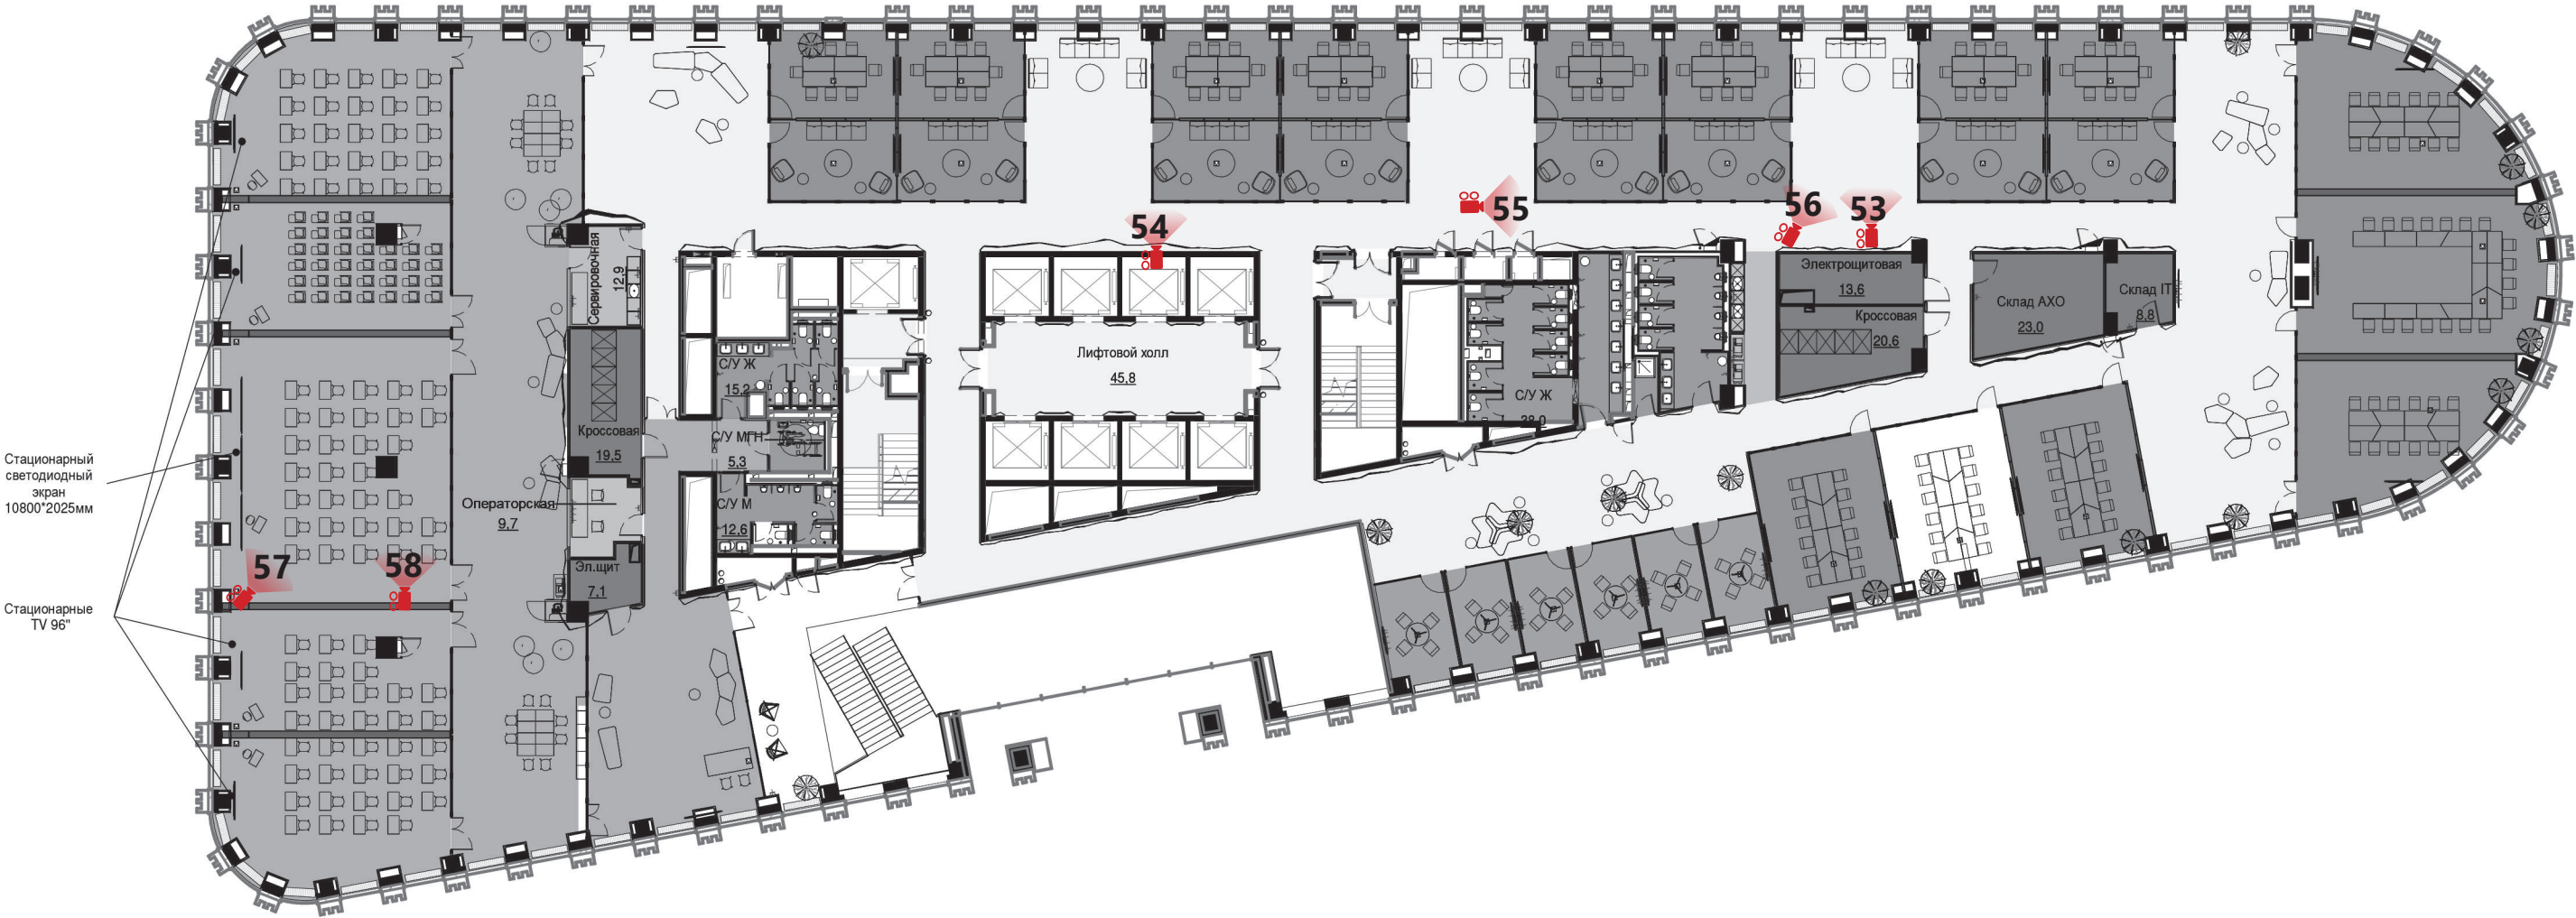 54
55
56
53
Сервировочная
12,9
Электрощитовая
13,6
Кроссовая
20,6
Склад АХО
23,0
Склад IT
8,8
Лифтовой холл
45,8
С/У Ж
15,2
С/У Ж
38,0
Кроссовая
19,5
С/У МГН
5,3
С/У М
12,6
Операторская
9,7
Эл.щит
7,1
Стационарный
светодиодный
экран
10800*2025мм
57
58
Стационарные
TV 96"